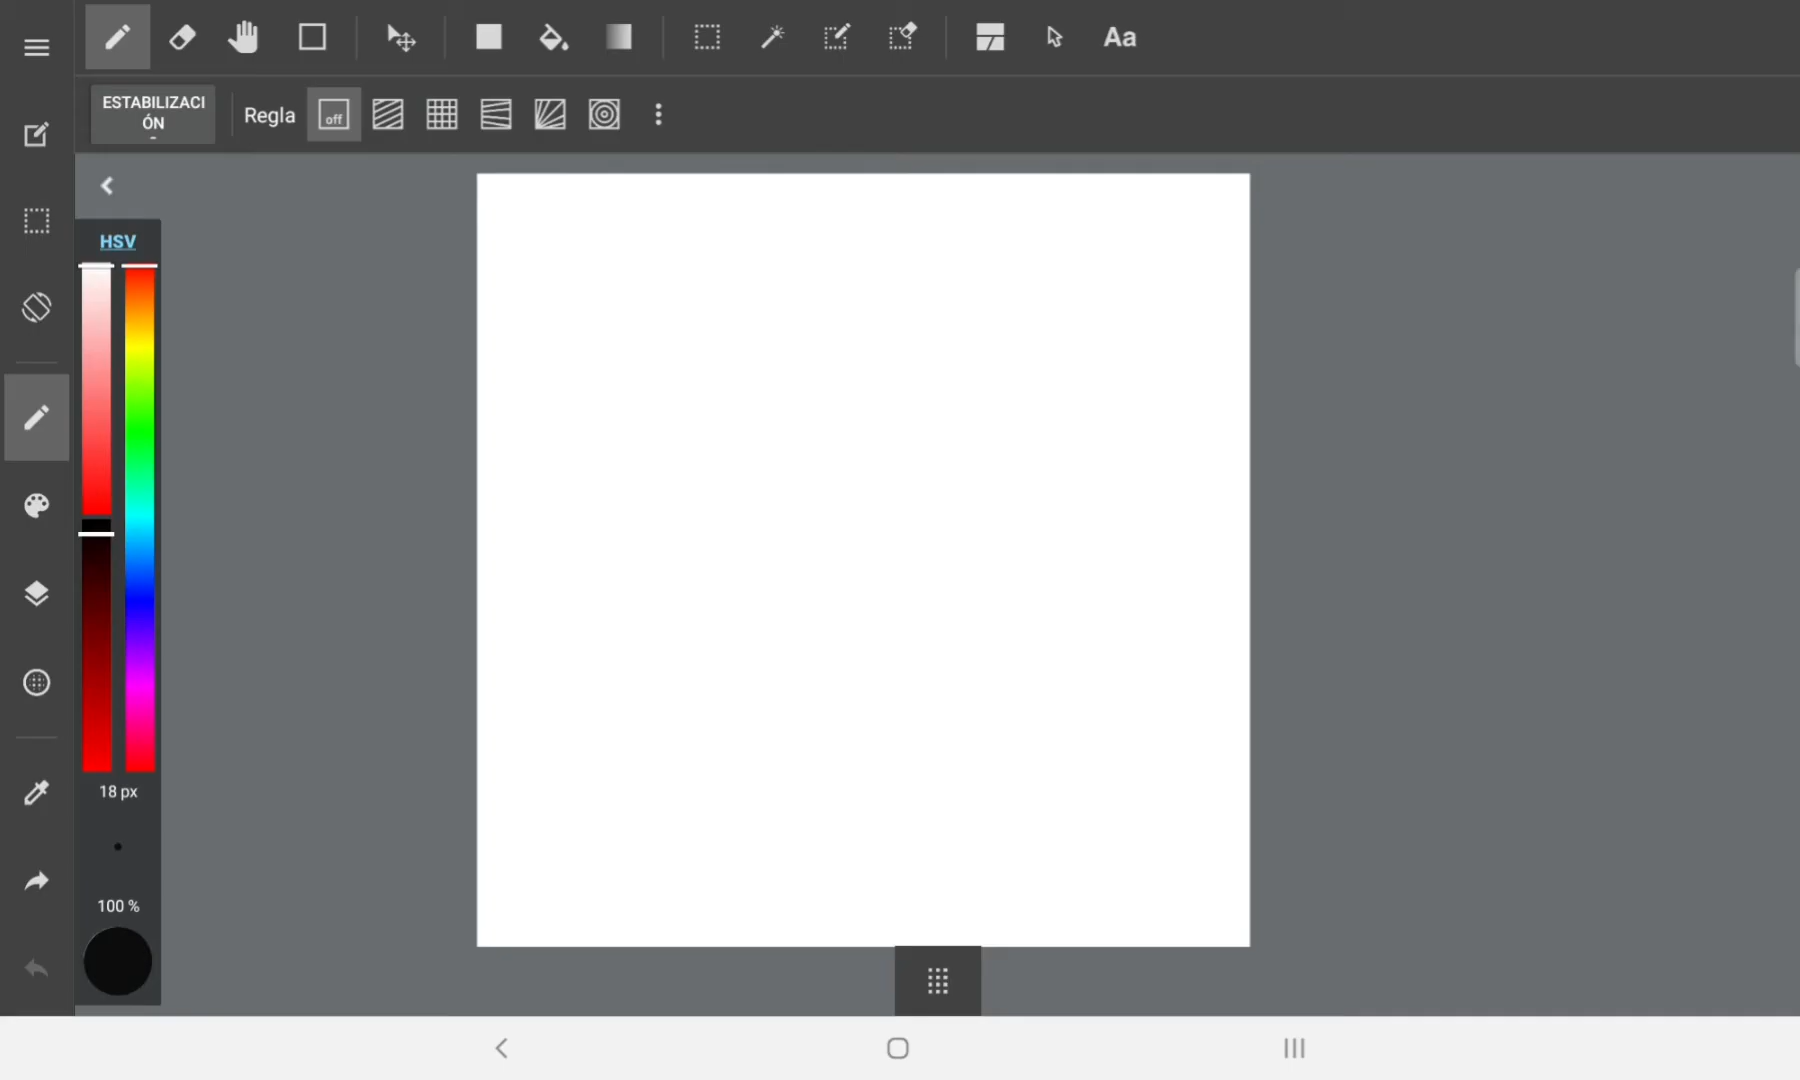 Aa
ESTABILIZACI
ÓN
-
Regla
off
HSV
18 px
100 %